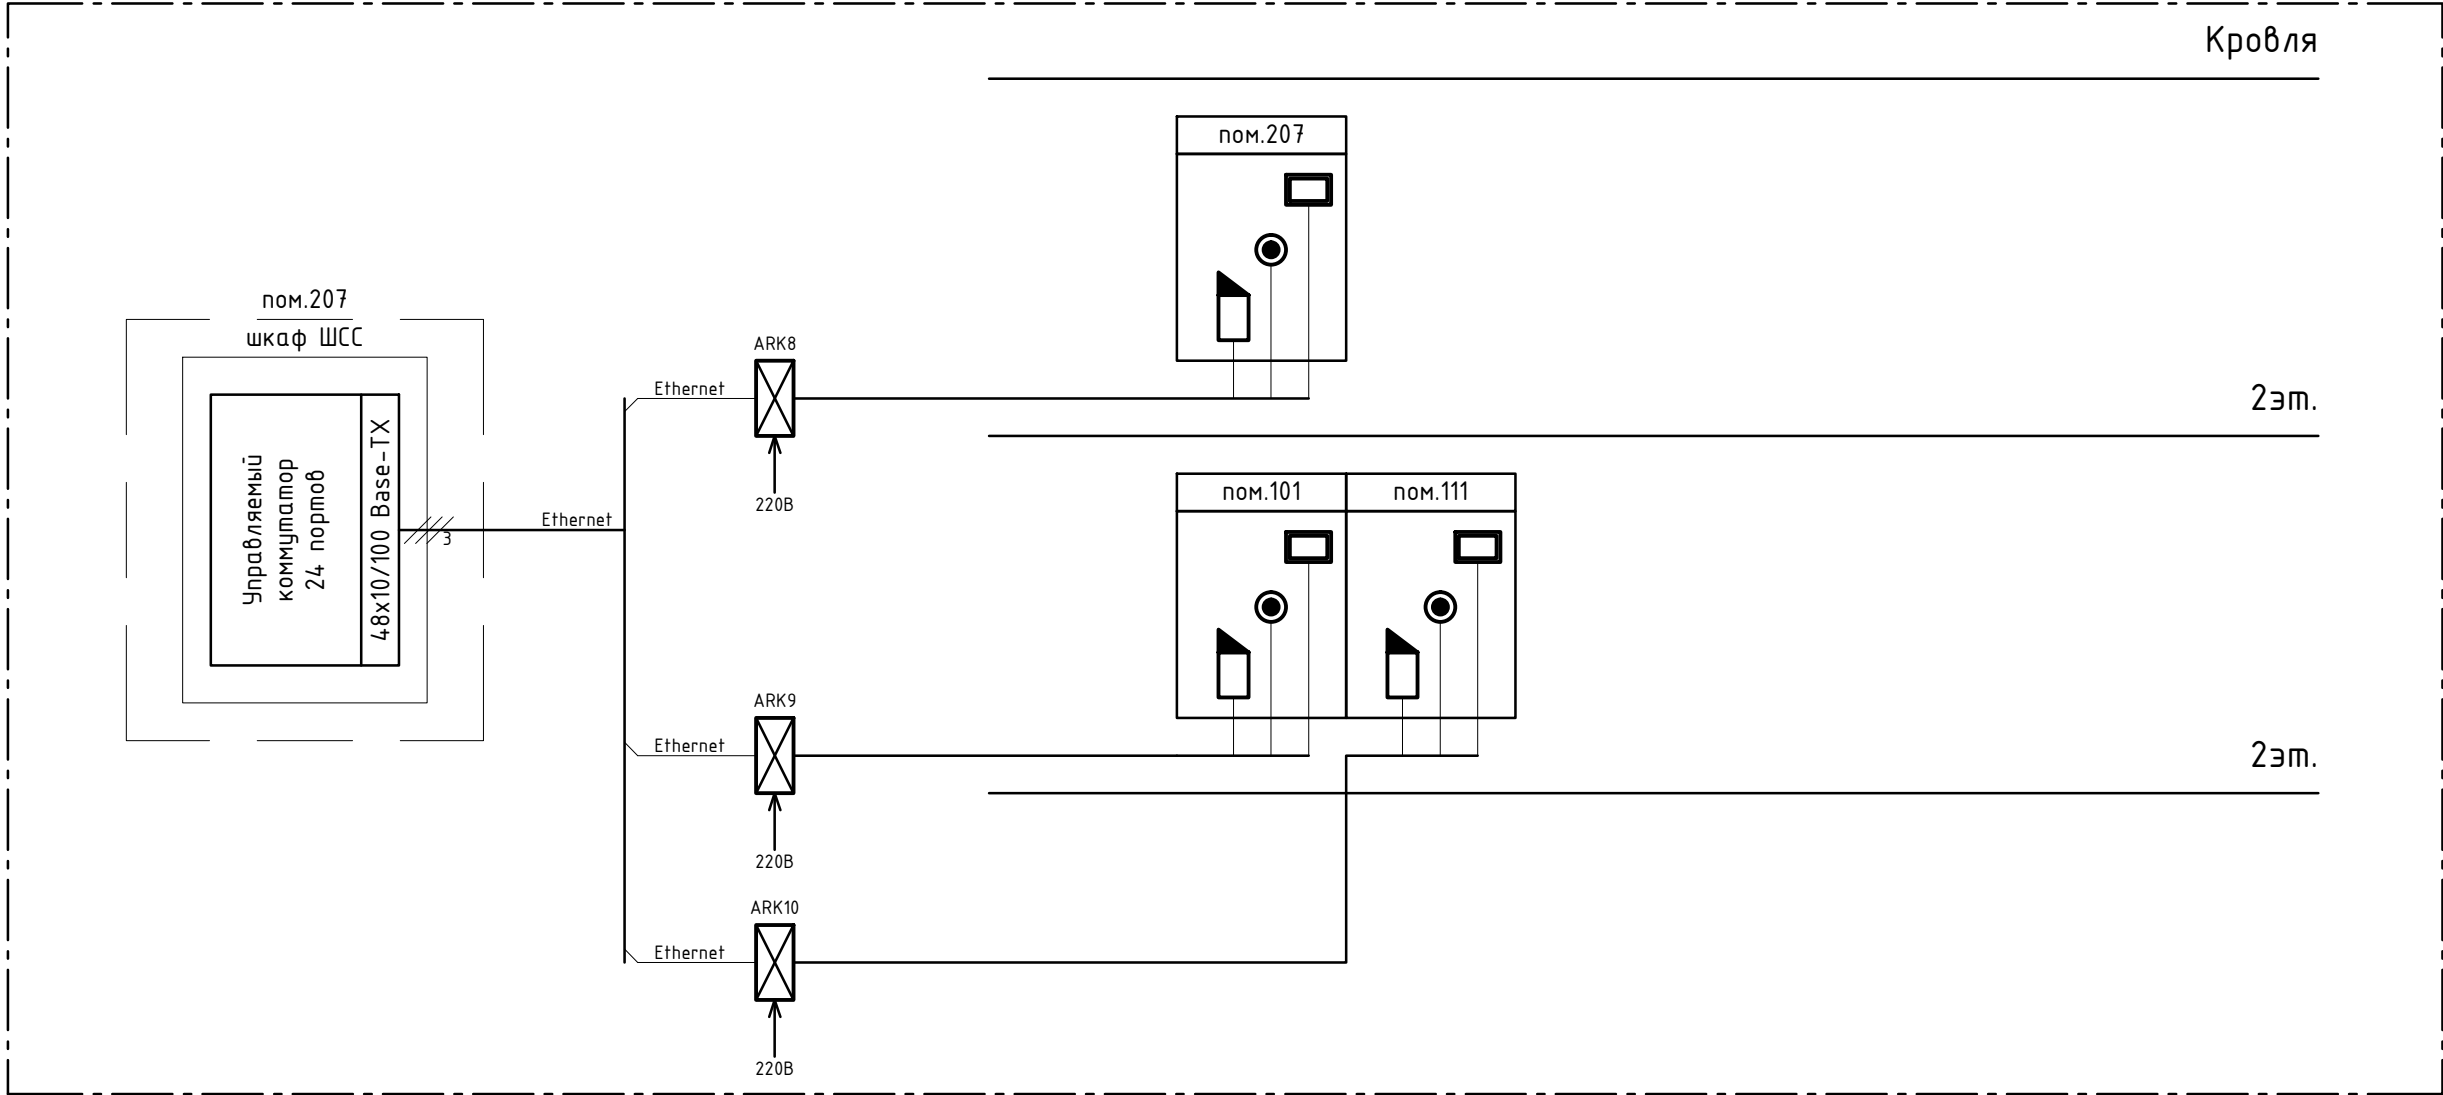 Кровля
пом.207
пом.207
шкаф ШСС
Управляемый
коммутатор
24 портов
48x10/100 Base-TX
3
Ethernet
ARK8
Ethernet
220В
2эт.
пом.101
пом.111
ARK9
Ethernet
220В
2эт.
ARK10
Ethernet
220В